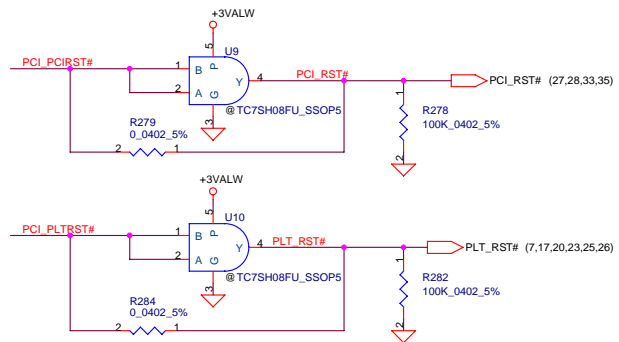 +3VALW
5
U9
PCI_PCIRST# 1 B P Y 4 PCI_RST# PCI_RST# (27,28,33,35)
2 A G
3
@TC7SH08FU_SSOP5
R279
0_0402_5%
2 1
1
R278
100K_0402_5%
2
+3VALW
5
U10
PCI_PLTRST# 1 B P Y 4 PLT_RST# PLT_RST# (7,17,20,23,25,26)
2 A G
3
@TC7SH08FU_SSOP5
R284
0_0402_5%
2 1
1
R282
100K_0402_5%
2